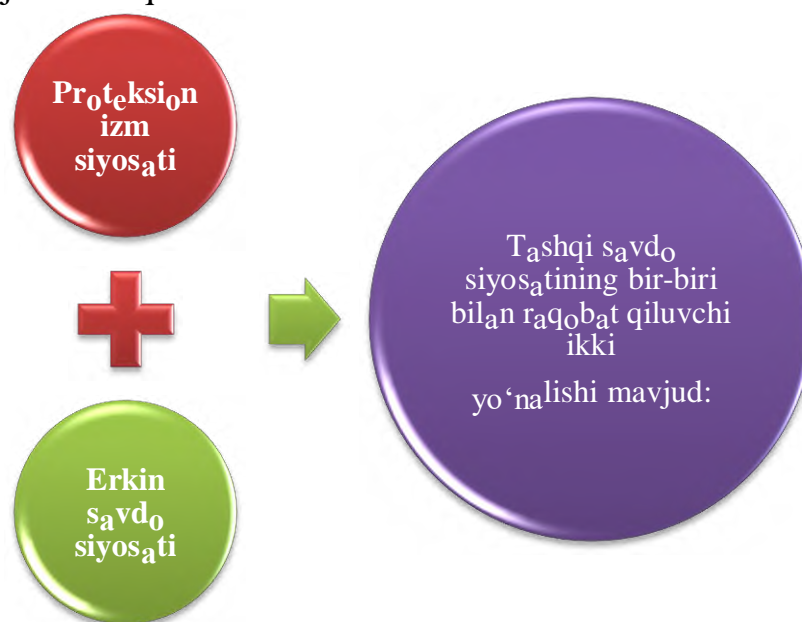 Proteksion
izm
siyosati
Tashqi savdo
siyosatining bir-biri
bilan raqobat qiluvchi
ikki
yo‘nalishi mavjud:
Erkin
savdo
siyosati